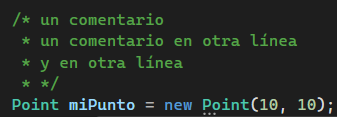 /* un comentario
* un comentario en otra línea
* y en otra línea
* */
Point miPunto = new Point(10, 10);